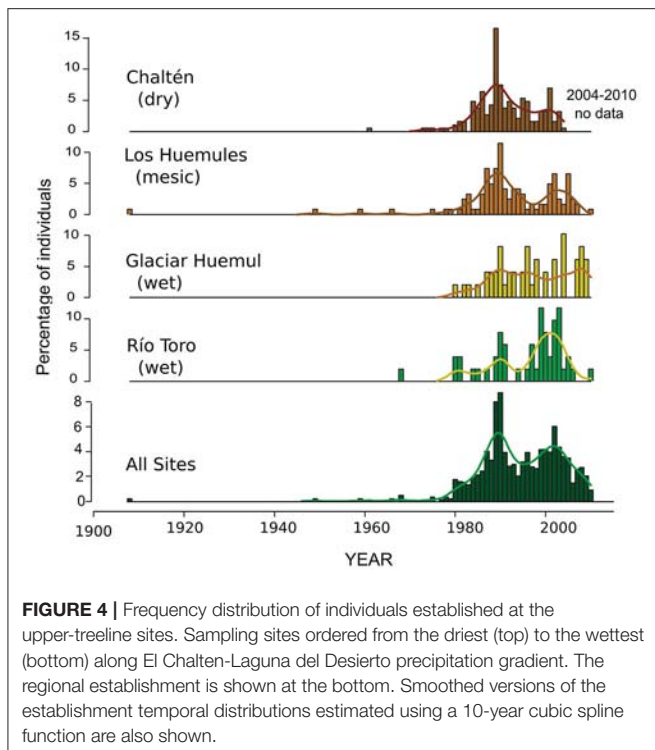 15
10
5
0
Chaltén
(dry)
2004-2010
no data
10
5
0
Los Huemules
(mesic)
10
5
0
Glaciar Huemul
(wet)
10
5
0
Río Toro
(wet)
8
6
4
2
0
All Sites
Percentage of individuals
1900
1920
1940
1960
1980
2000
YEAR
FIGURE 4 | Frequency distribution of individuals established at the
upper-treeline sites. Sampling sites ordered from the driest (top) to the wettest
(bottom) along El Chalten-Laguna del Desierto precipitation gradient. The
regional establishment is shown at the bottom. Smoothed versions of the
establishment temporal distributions estimated using a 10-year cubic spline
function are also shown.